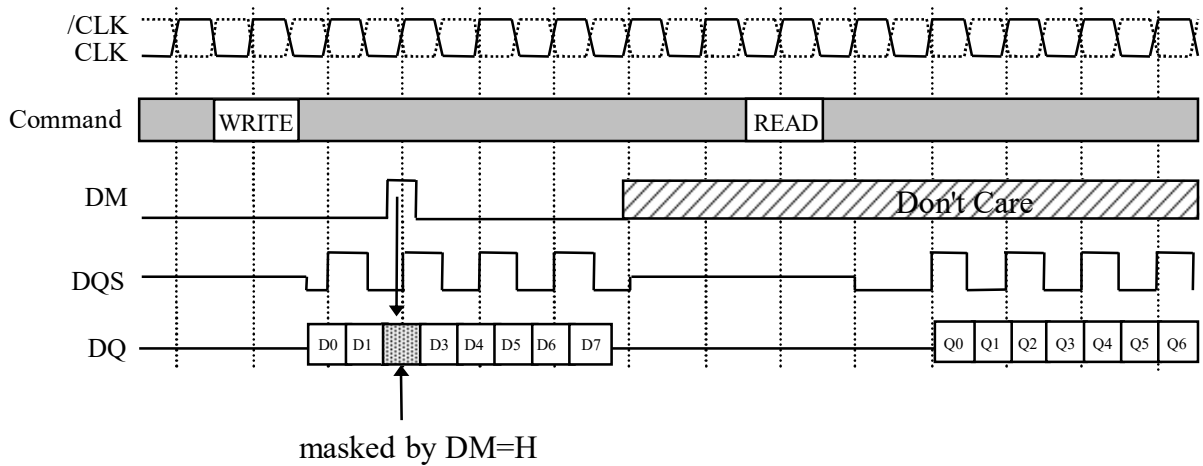 /CLK
CLK
Command WRITE READ
DM Don't Care
DQS
DQ D0 D1 D3 D4 D5 D6 D7 Q0 Q1 Q2 Q3 Q4 Q5 Q6
masked by DM=H